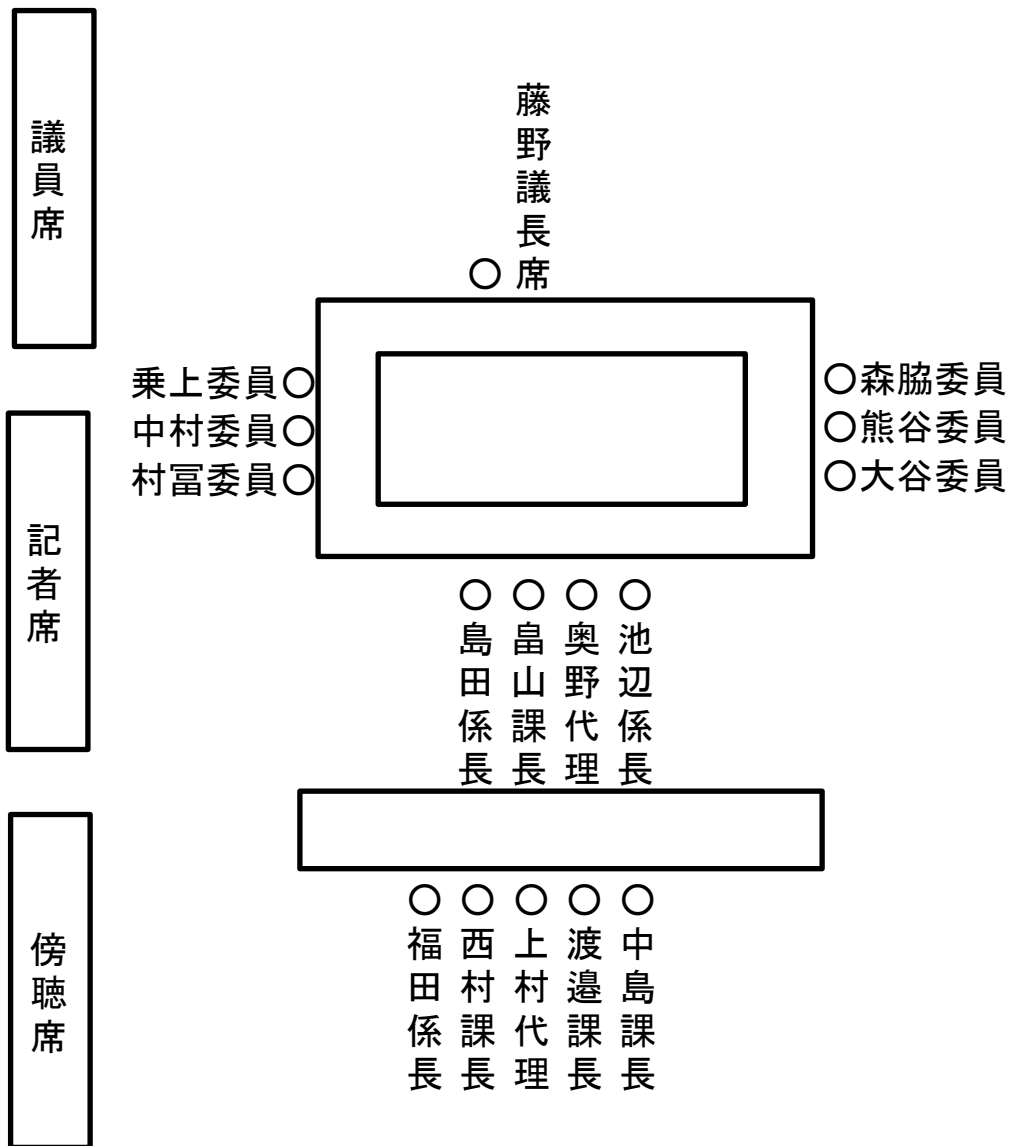 議員席
藤野議長席
乗上委員
中村委員
村冨委員
森脇委員
熊谷委員
大谷委員
記者席
島田係長
畠山課長
奥野代理
池辺係長
傍聴席
福田係長
西村課長
上村代理
渡邉課長
中島課長